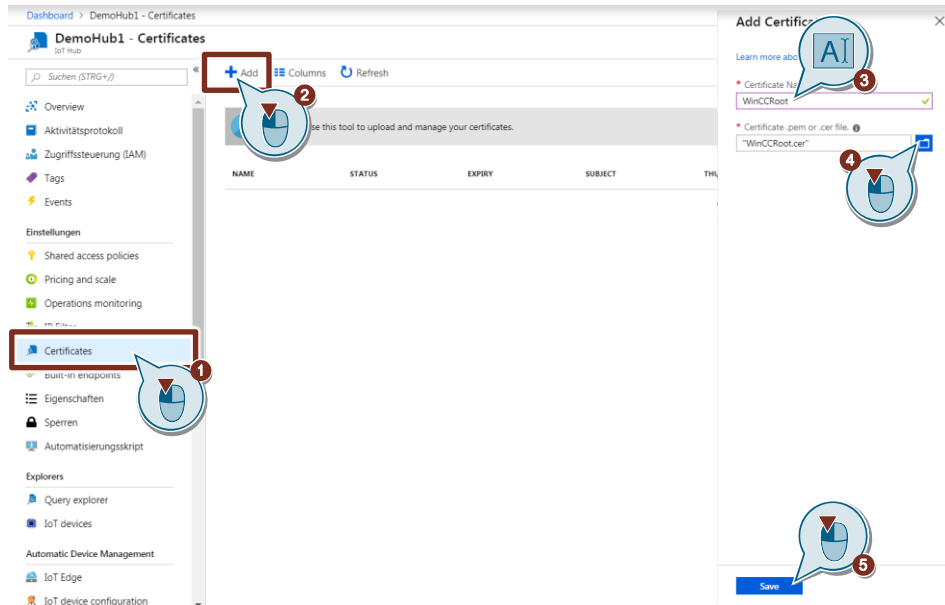 Dashboard > DemoHub1 - Certificates
DemoHub1 - Certificates
IoT Hub
Suchen (STRG+/)
«
Overview
Aktivitätsprotokoll
Zugriffssteuerung (IAM)
Tags
Events
Einstellungen
Shared access policies
Pricing and scale
Operations monitoring
IP Filter
Certificates
1
Built-in endpoints
Eigenschaften
Sperren
Automatisierungsskript
Explorers
Query explorer
IoT devices
Automatic Device Management
IoT Edge
IoT device configuration
Add
Columns
Refresh
2
this tool to upload and manage your certificates.
NAME STATUS EXPIRY SUBJECT
Add Certific
Learn more
A
3
* Certificate Na
WinCCRoot
* Certificate .pem or .cer file.
"WinCCRoot.cer"
4
5
Save